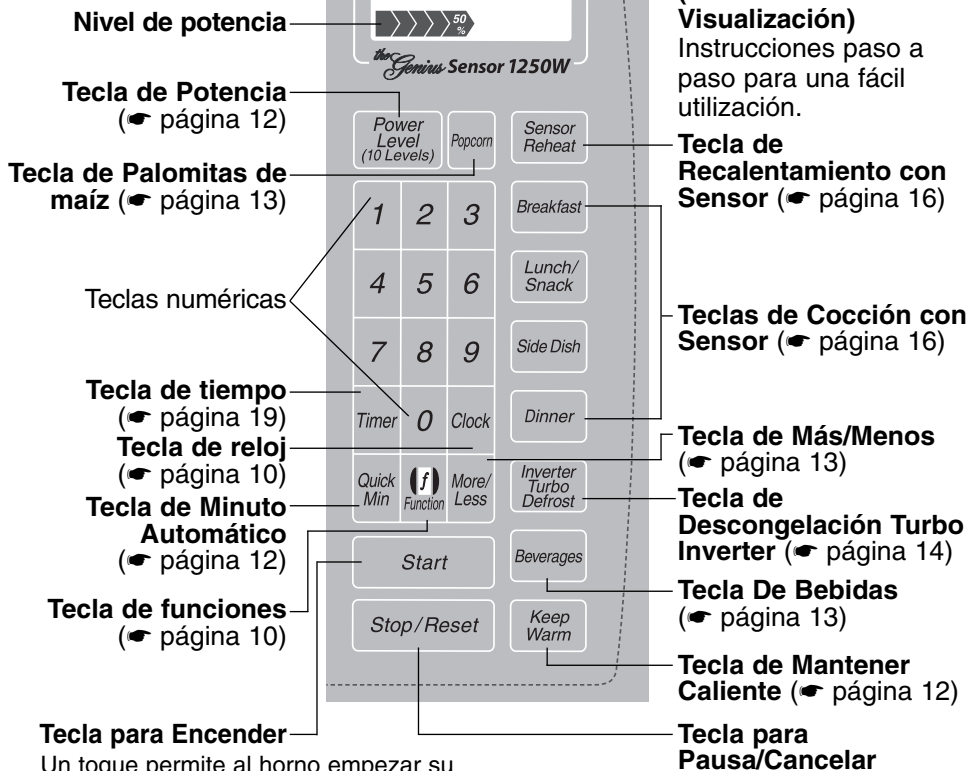 Nivel de potencia
50
%
the Genius Sensor 1250W
Visualización)
Instrucciones paso a
paso para una fácil
utilización.
Tecla de Potencia
(☛ página 12)
Tecla de Palomitas de
maíz (☛ página 13)
Teclas numéricas
Tecla de tiempo
(☛ página 19)
Tecla de reloj
(☛ página 10)
Tecla de Minuto
Automático
(☛ página 12)
Tecla de funciones
(☛ página 10)
Tecla para Encender
Un toque permite al horno empezar su
Power
Level
(10 Levels)
Popcorn
Sensor
Reheat
1 2 3
Breakfast
4 5 6
Lunch/
Snack
7 8 9
Side Dish
Timer 0 Clock
Dinner
Quick
Min
f
Function
More/
Less
Inverter
Turbo
Defrost
Start
Beverages
Stop/Reset
Keep
Warm
Tecla de
Recalentamiento con
Sensor (☛ página 16)
Teclas de Cocción con
Sensor (☛ página 16)
Tecla de Más/Menos
(☛ página 13)
Tecla de
Descongelación Turbo
Inverter (☛ página 14)
Tecla De Bebidas
(☛ página 13)
Tecla de Mantener
Caliente (☛ página 12)
Tecla para
Pausa/Cancelar